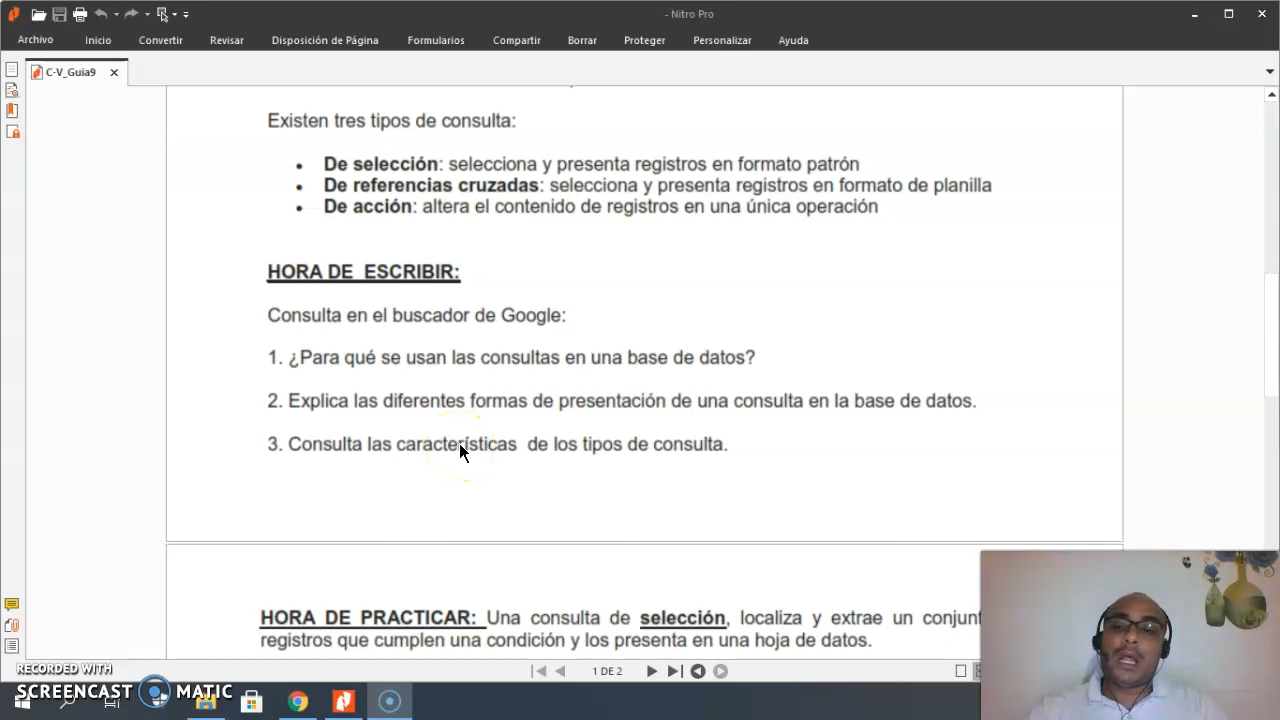 - Nitro Pro
Archivo Inicio Convertir Revisar Disposición de Página Formularios Compartir Borrar Proteger Personalizar Ayuda
C-V_Guia9
Existen tres tipos de consulta:
• De selección: selecciona y presenta registros en formato patrón
• De referencias cruzadas: selecciona y presenta registros en formato de planilla
• De acción: altera el contenido de registros en una única operación
HORA DE ESCRIBIR:
Consulta en el buscador de Google:
1. ¿Para qué se usan las consultas en una base de datos?
2. Explica las diferentes formas de presentación de una consulta en la base de datos.
3. Consulta las características de los tipos de consulta.
HORA DE PRACTICAR: Una consulta de selección, localiza y extrae un conjunt
registros que cumplen una condición y los presenta en una hoja de datos.
1 DE 2
RECORDED WITH
SCREENCAST MATIC